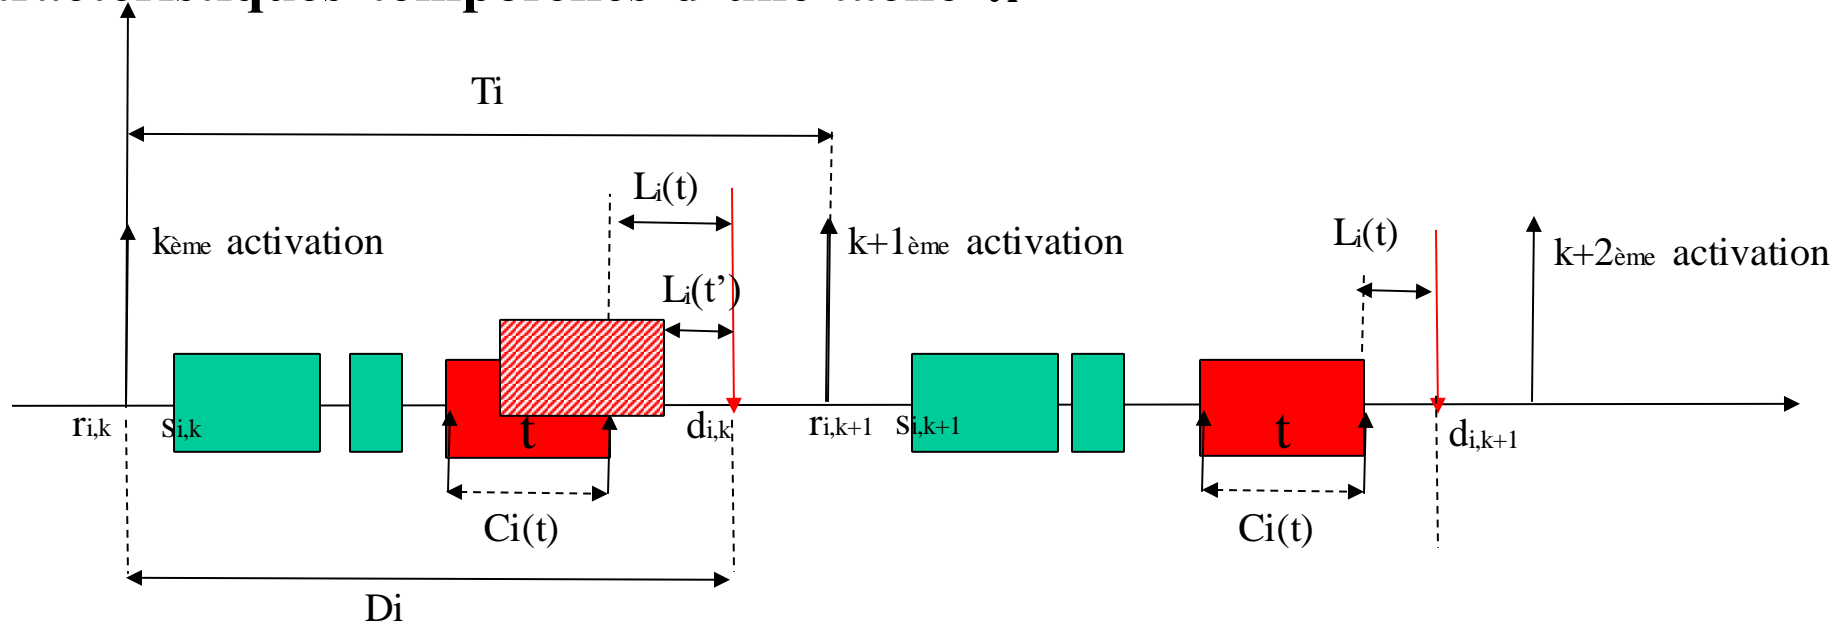 Ti
Li(t)
kème activation
k+1ème activation
Li(t)
k+2ème activation
Li(t’)
ri,k
si,k
t
di,k
ri,k+1
si,k+1
t
di,k+1
Ci(t)
Ci(t)
Di